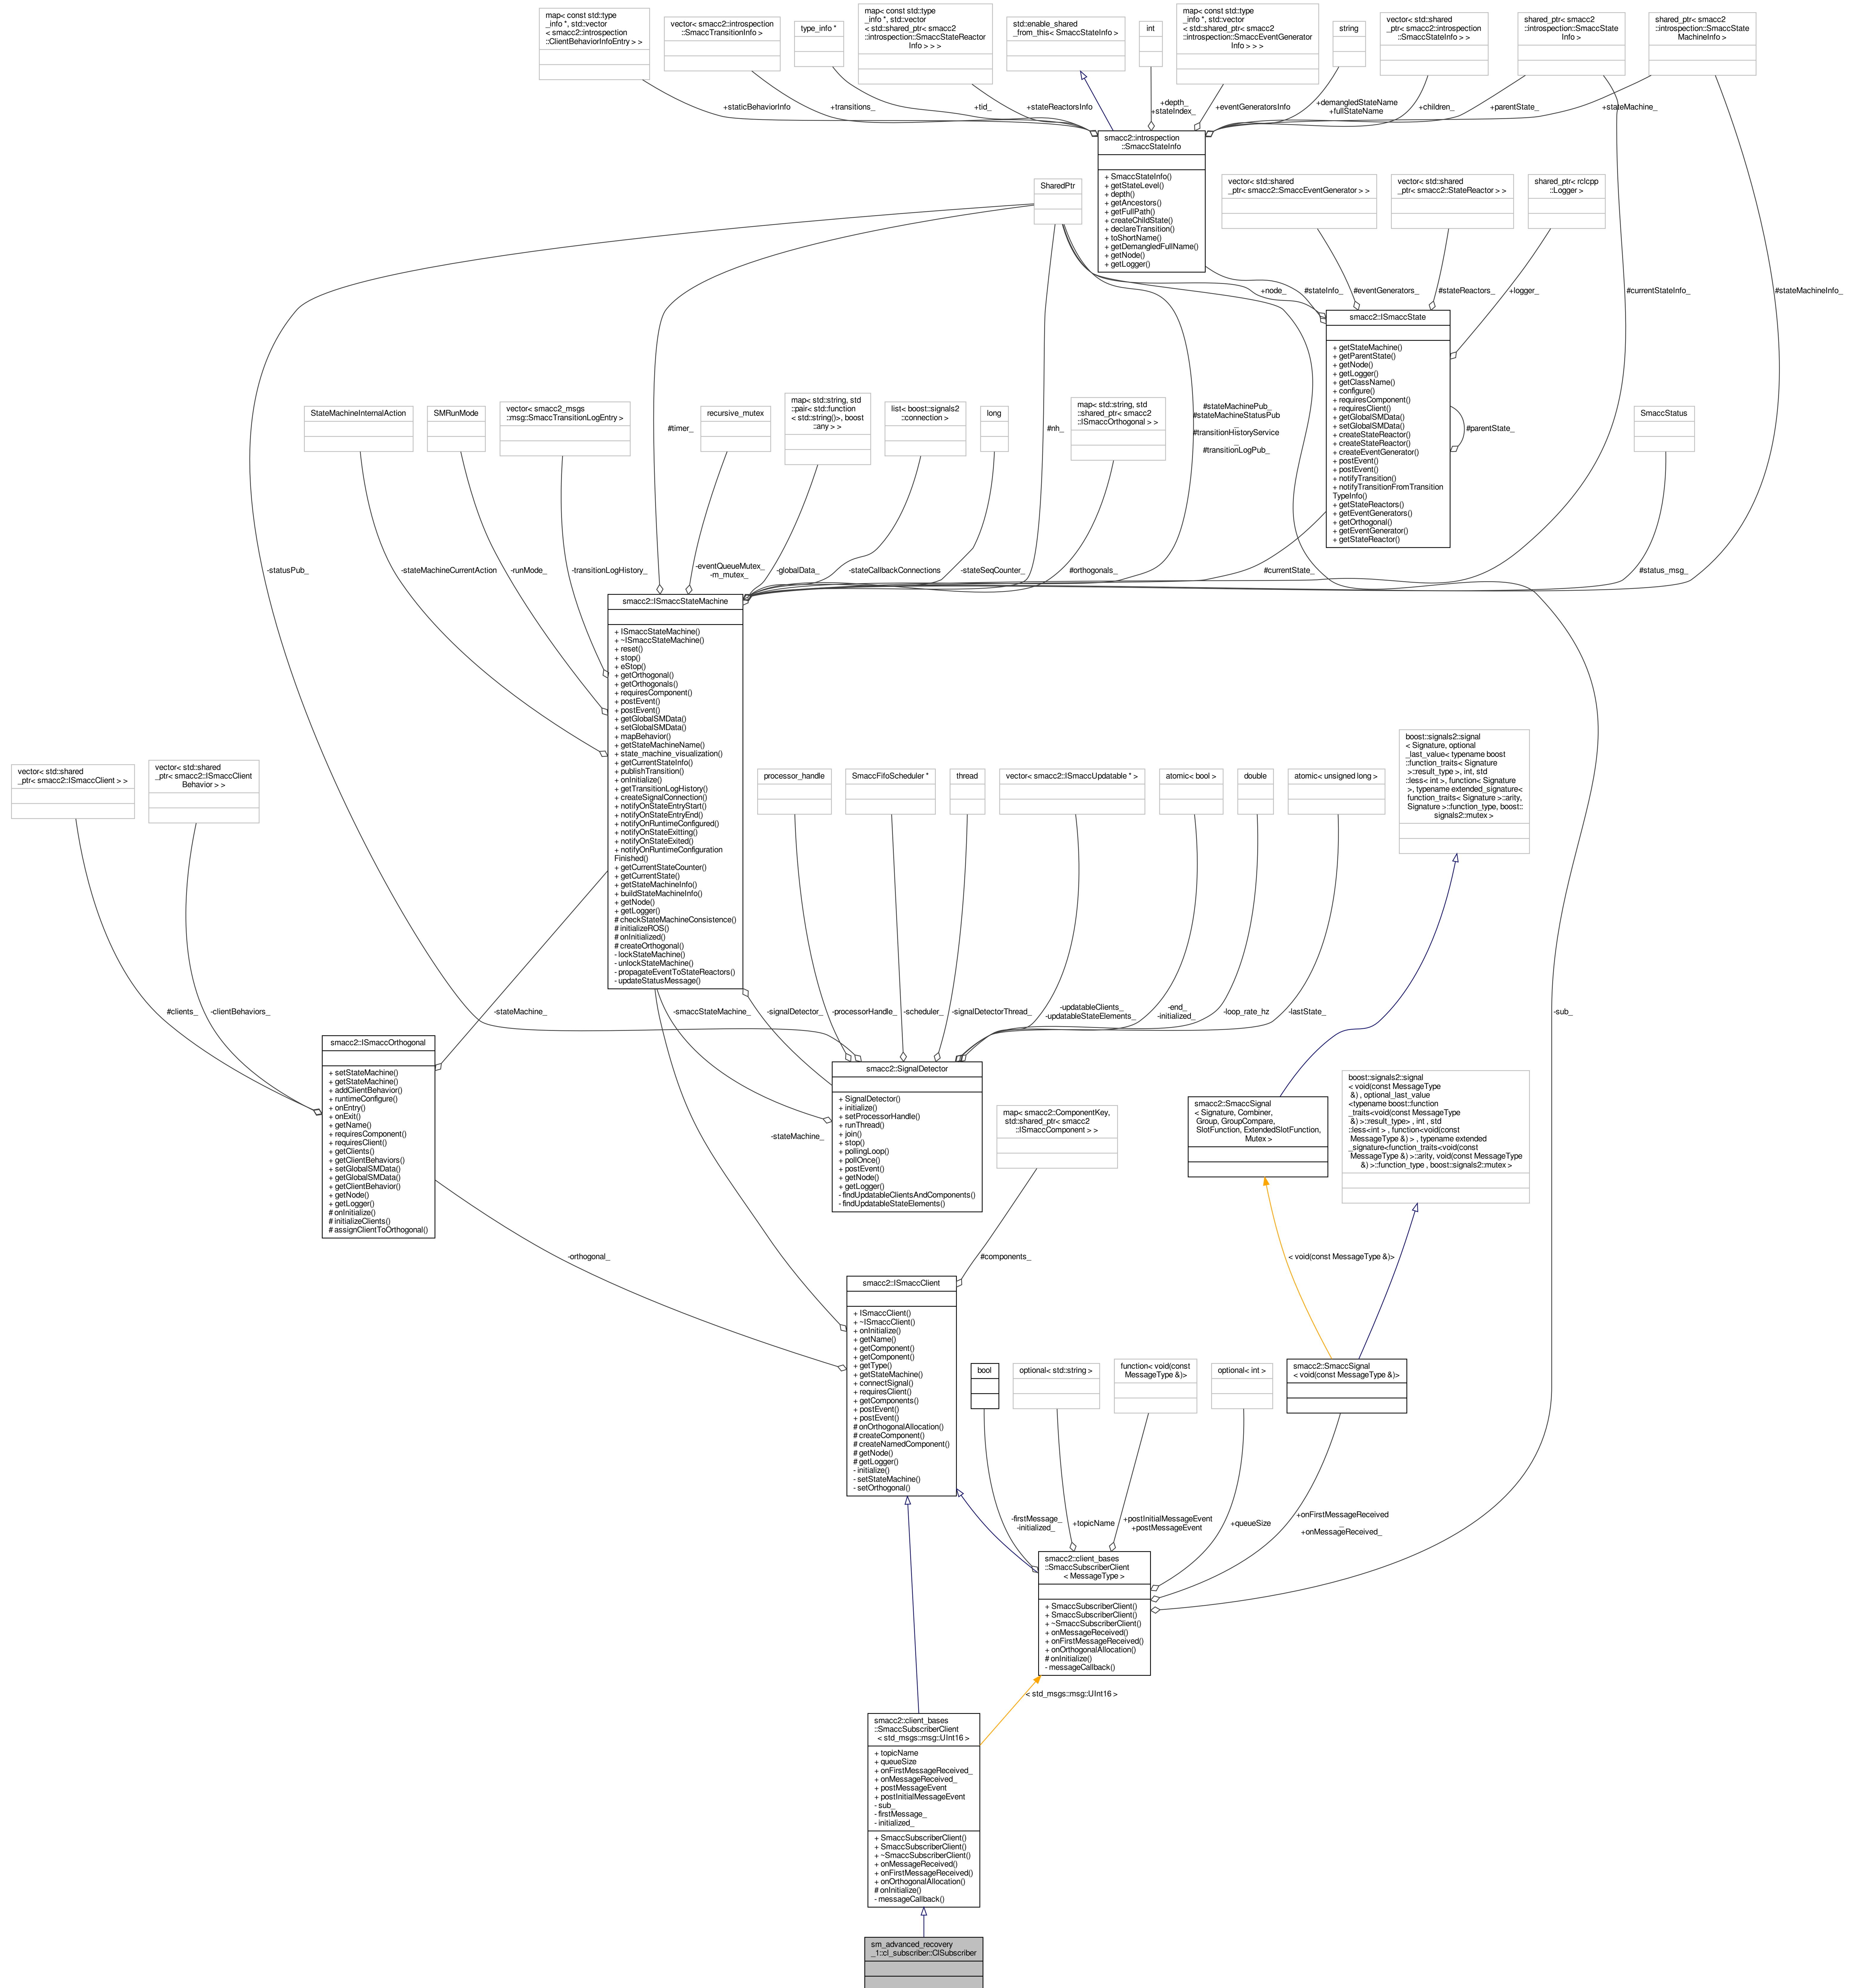 map< const std::type
_info *, std::vector
< smacc2::introspection
::ClientBehaviorInfoEntry > >
vector< smacc2::introspection
::SmaccTransitionInfo >
type_info *
map< const std::type
_info *, std::vector
< std::shared_ptr< smacc2
::introspection::SmaccStateReactor
Info > > >
std::enable_shared
_from_this< SmaccStateInfo >
int
map< const std::type
_info *, std::vector
< std::shared_ptr< smacc2
::introspection::SmaccEventGenerator
Info > > >
string
vector< std::shared
_ptr< smacc2::introspection
::SmaccStateInfo > >
shared_ptr< smacc2
::introspection::SmaccState
Info >
shared_ptr< smacc2
::introspection::SmaccState
MachineInfo >
+staticBehaviorInfo
+transitions_
+tid_
+stateReactorsInfo
+depth_
+stateIndex_
+eventGeneratorsInfo
+demangledStateName
+fullStateName
+children_
+parentState_
+stateMachine_
smacc2::introspection
::SmaccStateInfo
+ SmaccStateInfo()
+ getStateLevel()
+ depth()
+ getAncestors()
+ getFullPath()
+ createChildState()
+ declareTransition()
+ toShortName()
+ getDemangledFullName()
+ getNode()
+ getLogger()
SharedPtr
vector< std::shared
_ptr< smacc2::SmaccEventGenerator > >
vector< std::shared
_ptr< smacc2::StateReactor > >
shared_ptr< rclcpp
::Logger >
+node_
#stateInfo_
#eventGenerators_
#stateReactors_
+logger_
#currentStateInfo_
#stateMachineInfo_
smacc2::ISmaccState
+ getStateMachine()
+ getParentState()
+ getNode()
+ getLogger()
+ getClassName()
+ configure()
+ requiresComponent()
+ requiresClient()
+ getGlobalSMData()
+ setGlobalSMData()
+ createStateReactor()
+ createStateReactor()
+ createEventGenerator()
+ postEvent()
+ postEvent()
+ notifyTransition()
+ notifyTransitionFromTransition
TypeInfo()
+ getStateReactors()
+ getEventGenerators()
+ getOrthogonal()
+ getEventGenerator()
+ getStateReactor()
#parentState_
StateMachineInternalAction
SMRunMode
vector< smacc2_msgs
::msg::SmaccTransitionLogEntry >
recursive_mutex
map< std::string, std
::pair< std::function
< std::string()>, boost
::any > >
list< boost::signals2
::connection >
long
map< std::string, std
::shared_ptr< smacc2
::ISmaccOrthogonal > >
SmaccStatus
#timer_
#nh_
#stateMachinePub_
#stateMachineStatusPub
_
#transitionHistoryService
_
#transitionLogPub_
-statusPub_
-stateMachineCurrentAction
-runMode_
-transitionLogHistory_
-eventQueueMutex_
-m_mutex_
-globalData_
-stateCallbackConnections
-stateSeqCounter_
#orthogonals_
#currentState_
#status_msg_
smacc2::ISmaccStateMachine
+ ISmaccStateMachine()
+ ~ISmaccStateMachine()
+ reset()
+ stop()
+ eStop()
+ getOrthogonal()
+ getOrthogonals()
+ requiresComponent()
+ postEvent()
+ postEvent()
+ getGlobalSMData()
+ setGlobalSMData()
+ mapBehavior()
+ getStateMachineName()
+ state_machine_visualization()
+ getCurrentStateInfo()
+ publishTransition()
+ onInitialize()
+ getTransitionLogHistory()
+ createSignalConnection()
+ notifyOnStateEntryStart()
+ notifyOnStateEntryEnd()
+ notifyOnRuntimeConfigured()
+ notifyOnStateExitting()
+ notifyOnStateExited()
+ notifyOnRuntimeConfiguration
Finished()
+ getCurrentStateCounter()
+ getCurrentState()
+ getStateMachineInfo()
+ buildStateMachineInfo()
+ getNode()
+ getLogger()
# checkStateMachineConsistence()
# initializeROS()
# onInitialized()
# createOrthogonal()
- lockStateMachine()
- unlockStateMachine()
- propagateEventToStateReactors()
- updateStatusMessage()
vector< std::shared
_ptr< smacc2::ISmaccClient > >
vector< std::shared
_ptr< smacc2::ISmaccClient
Behavior > >
processor_handle
SmaccFifoScheduler *
thread
vector< smacc2::ISmaccUpdatable * >
atomic< bool >
double
atomic< unsigned long >
boost::signals2::signal
< Signature, optional
_last_value< typename boost
::function_traits< Signature
>::result_type >, int, std
::less< int >, function< Signature
>, typename extended_signature<
function_traits< Signature >::arity,
Signature >::function_type, boost::
signals2::mutex >
#clients_
-clientBehaviors_
-stateMachine_
-smaccStateMachine_
-signalDetector_
-processorHandle_
-scheduler_
-signalDetectorThread_
-updatableClients_
-updatableStateElements_
-end_
-initialized_
-loop_rate_hz
-lastState_
-sub_
smacc2::ISmaccOrthogonal
+ setStateMachine()
+ getStateMachine()
+ addClientBehavior()
+ runtimeConfigure()
+ onEntry()
+ onExit()
+ getName()
+ requiresComponent()
+ requiresClient()
+ getClients()
+ getClientBehaviors()
+ setGlobalSMData()
+ getGlobalSMData()
+ getClientBehavior()
+ getNode()
+ getLogger()
# onInitialize()
# initializeClients()
# assignClientToOrthogonal()
smacc2::SignalDetector
+ SignalDetector()
+ initialize()
+ setProcessorHandle()
+ runThread()
+ join()
+ stop()
+ pollingLoop()
+ pollOnce()
+ postEvent()
+ getNode()
+ getLogger()
- findUpdatableClientsAndComponents()
- findUpdatableStateElements()
map< smacc2::ComponentKey,
std::shared_ptr< smacc2
::ISmaccComponent > >
smacc2::SmaccSignal
< Signature, Combiner,
Group, GroupCompare,
SlotFunction, ExtendedSlotFunction,
Mutex >
boost::signals2::signal
< void(const MessageType
&) , optional_last_value
<typename boost::function
_traits<void(const MessageType
&) >::result_type> , int , std
::less<int > , function<void(const
MessageType &) > , typename extended
_signature<function_traits<void(const
MessageType &) >::arity, void(const MessageType
&) >::function_type , boost::signals2::mutex >
-stateMachine_
-orthogonal_
#components_
< void(const MessageType &)>
smacc2::ISmaccClient
+ ISmaccClient()
+ ~ISmaccClient()
+ onInitialize()
+ getName()
+ getComponent()
+ getComponent()
+ getType()
+ getStateMachine()
+ connectSignal()
+ requiresClient()
+ getComponents()
+ postEvent()
+ postEvent()
# onOrthogonalAllocation()
# createComponent()
# createNamedComponent()
# getNode()
# getLogger()
- initialize()
- setStateMachine()
- setOrthogonal()
bool
optional< std::string >
function< void(const
MessageType &)>
optional< int >
smacc2::SmaccSignal
< void(const MessageType &)>
-firstMessage_
-initialized_
+topicName
+postInitialMessageEvent
+postMessageEvent
+queueSize
+onFirstMessageReceived
_
+onMessageReceived_
smacc2::client_bases
::SmaccSubscriberClient
< MessageType >
+ SmaccSubscriberClient()
+ SmaccSubscriberClient()
+ ~SmaccSubscriberClient()
+ onMessageReceived()
+ onFirstMessageReceived()
+ onOrthogonalAllocation()
# onInitialize()
- messageCallback()
< std_msgs::msg::UInt16 >
smacc2::client_bases
::SmaccSubscriberClient
< std_msgs::msg::UInt16 >
+ topicName
+ queueSize
+ onFirstMessageReceived_
+ onMessageReceived_
+ postMessageEvent
+ postInitialMessageEvent
- sub_
- firstMessage_
- initialized_
+ SmaccSubscriberClient()
+ SmaccSubscriberClient()
+ ~SmaccSubscriberClient()
+ onMessageReceived()
+ onFirstMessageReceived()
+ onOrthogonalAllocation()
# onInitialize()
- messageCallback()
sm_advanced_recovery
_1::cl_subscriber::ClSubscriber